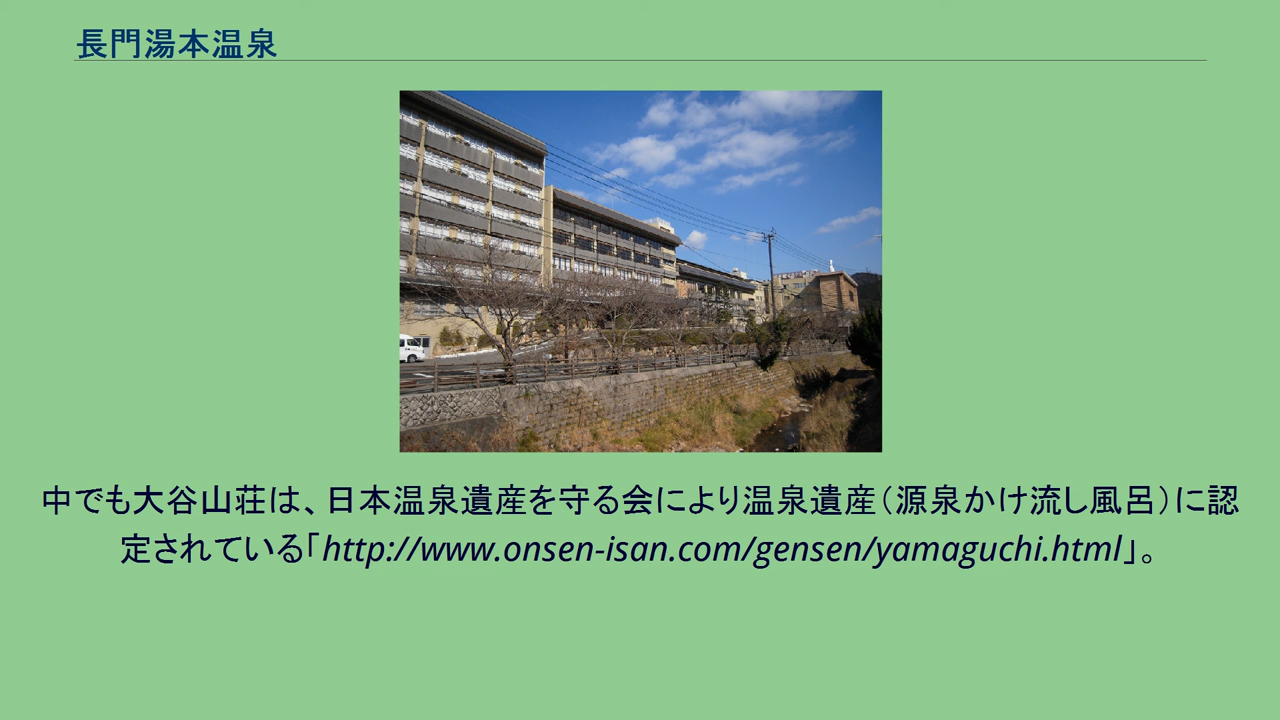 長門湯本温泉
中でも大谷山荘は、日本温泉遺産を守る会により温泉遺産（源泉かけ流し風呂）に認
定されている「http://www.onsen-isan.com/gensen/yamaguchi.html」。